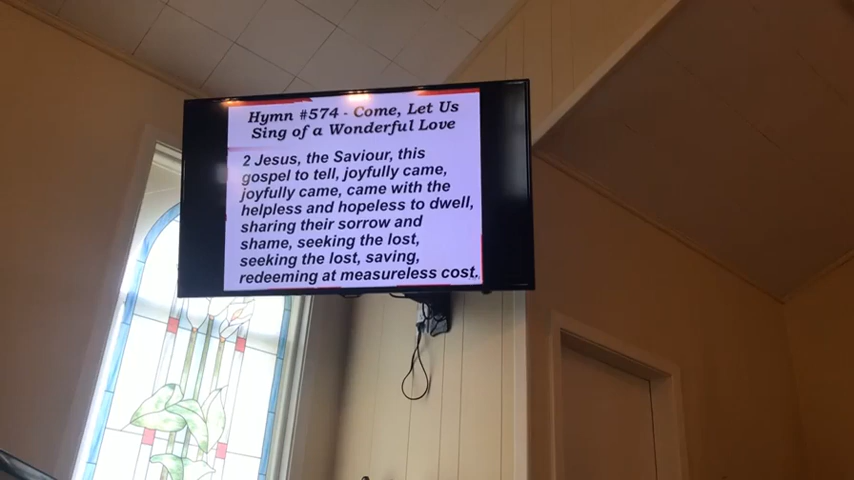 Hymn #574 - Come, Let Us
Sing of a Wonderful Love
2 Jesus, the Saviour, this
gospel to tell, joyfully came,
joyfully came, came with the
helpless and hopeless to dwell,
sharing their sorrow and
shame, seeking the lost,
seeking the lost, saving,
redeeming at measureless cost.